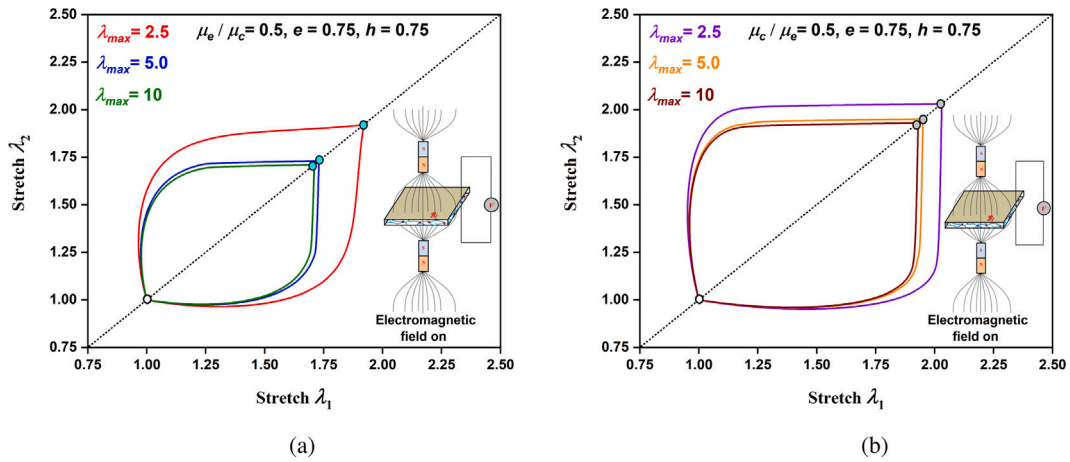 λmax = 2.5
λmax = 5.0
λmax = 10
μe / μc = 0.5, e = 0.75, h = 0.75
2.50
2.25
2.00
1.75
1.50
1.25
1.00
0.75
Stretch λ2
Electromagnetic
field on
0.75 1.00 1.25 1.50 1.75 2.00 2.25 2.50
Stretch λ1
(a)
λmax = 2.5
λmax = 5.0
λmax = 10
μc / μe = 0.5, e = 0.75, h = 0.75
2.50
2.25
2.00
1.75
1.50
1.25
1.00
0.75
Stretch λ2
Electromagnetic
field on
0.75 1.00 1.25 1.50 1.75 2.00 2.25 2.50
Stretch λ1
(b)